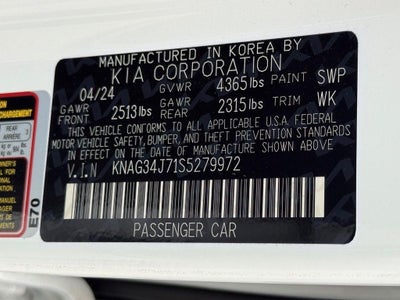 MANUFACTURED IN KOREA BY
KIA CORPORATION
04/24 GVWR 4365 lbs PAINT SWP
GAWR FRONT 2513 lbs GAWR REAR 2315 lbs TRIM WK
THIS VEHICLE CONFORMS TO ALL APPLICABLE U.S.A. FEDERAL
MOTOR VEHICLE SAFETY, BUMPER, AND THEFT PREVENTION
STANDARDS IN EFFECT ON THE DATE OF MANUFACTURE SHOWN ABOVE
V.I.N KNAG34J71S5279972
PASSENGER CAR
REAR
ARRIÈRE
E70